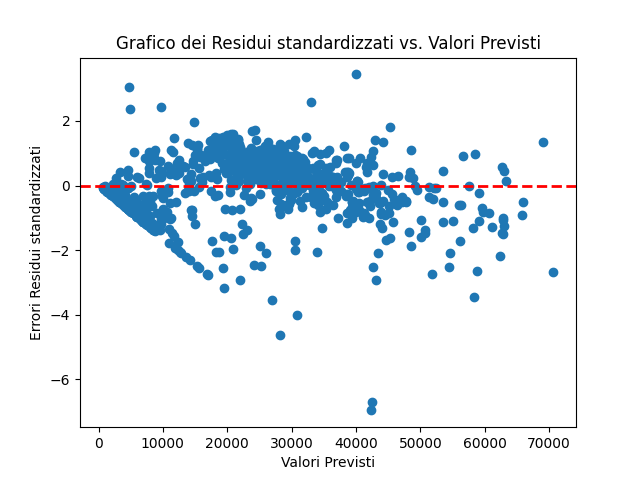 Grafico dei Residui standardizzati vs. Valori Previsti
Errori Residui standardizzati
2
0
−2
−4
−6
0 10000 20000 30000 40000 50000 60000 70000
Valori Previsti